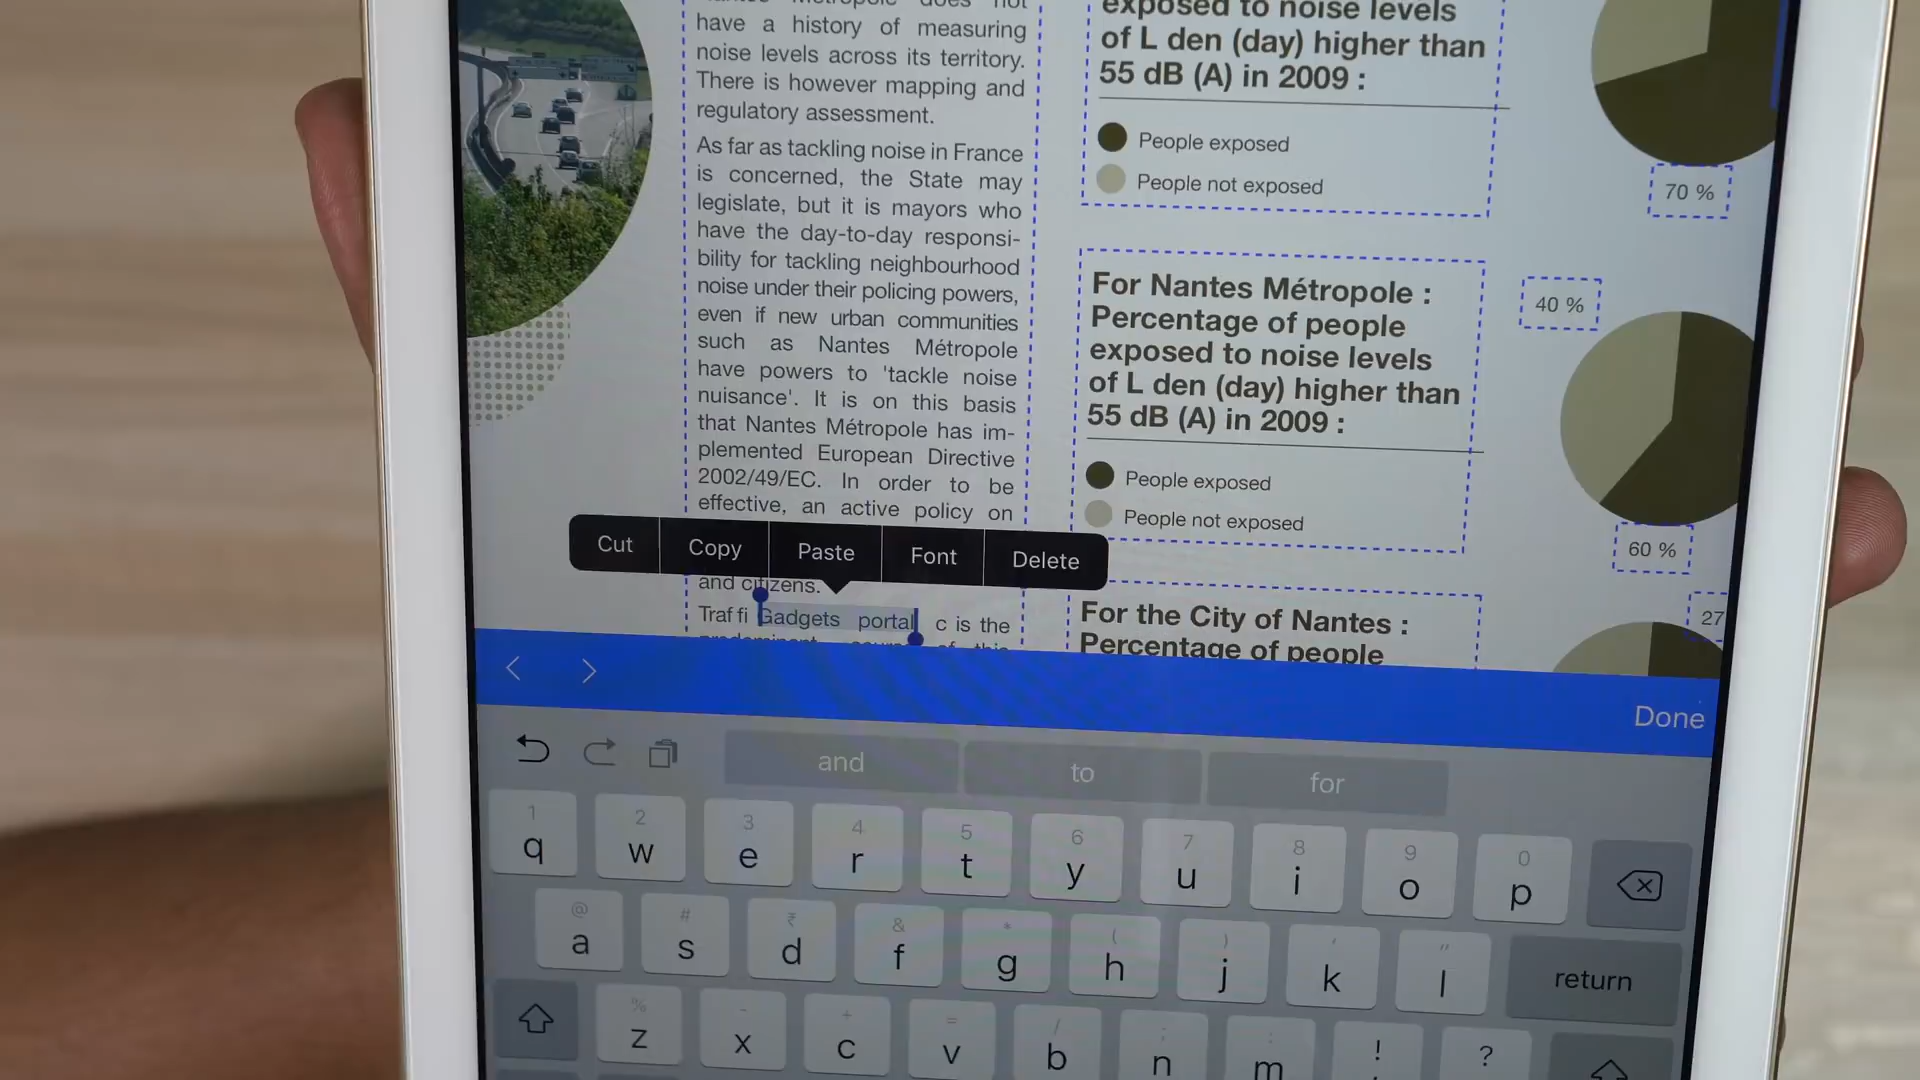 Nantes Métropole does not
have a history of measuring
noise levels across its territory.
There is however mapping and
regulatory assessment.
As far as tackling noise in France
is concerned, the State may
legislate, but it is mayors who
have the day-to-day responsi-
bility for tackling neighbourhood
noise under their policing powers,
even if new urban communities
such as Nantes Métropole
have powers to 'tackle noise
nuisance'. It is on this basis
that Nantes Métropole has im-
plemented European Directive
2002/49/EC. In order to be
effective, an active policy on
and citizens.
Traf fi Gadgets portal c is the
predominant source of this
exposed to noise levels
of L den (day) higher than
55 dB (A) in 2009 :
People exposed
People not exposed
70 %
For Nantes Métropole :
Percentage of people
exposed to noise levels
of L den (day) higher than
55 dB (A) in 2009 :
People exposed
People not exposed
40 %
60 %
For the City of Nantes :
Percentage of people
27
Cut Copy Paste Font Delete
Done
and to for
1 2 3 4 5 6 7 8 9 0
q w e r t y u i o p
@ # ₹ & * ( ) ' "
a s d f g h j k l return
% - + = / ; :
z x c v b n m ! ?